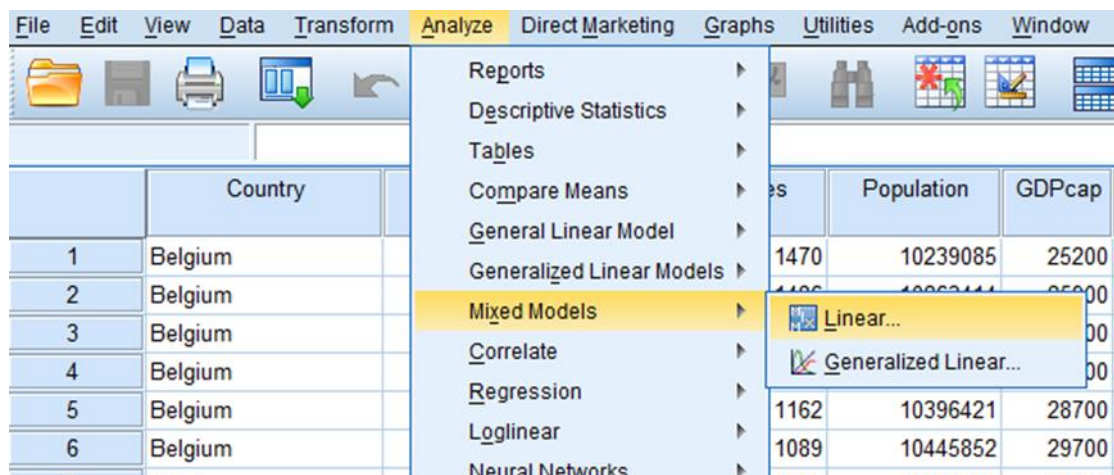 File Edit View Data Transform Analyze Direct Marketing Graphs Utilities Add-ons Window
Reports
Descriptive Statistics
Tables
Compare Means
General Linear Model
Generalized Linear Models
Mixed Models
Correlate
Regression
Loglinear
Neural Networks
Linear...
Generalized Linear...
Country es Population GDPcap
1 Belgium 1470 10239085 25200
2 Belgium
3 Belgium
4 Belgium
5 Belgium 1162 10396421 28700
6 Belgium 1089 10445852 29700